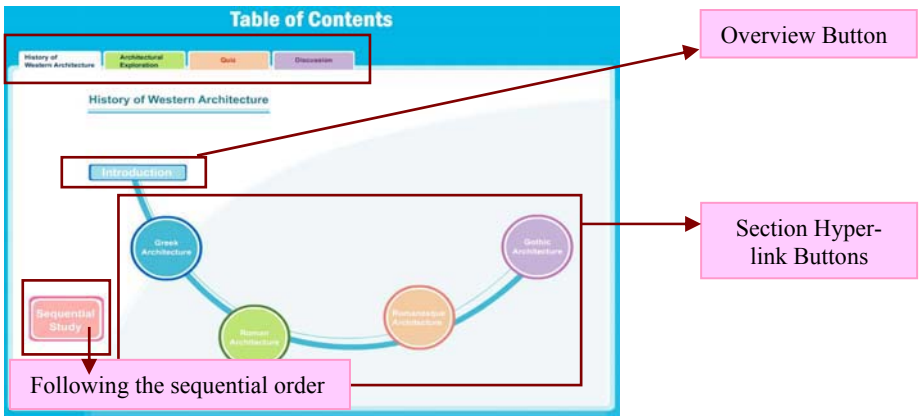 Table of Contents
History of
Western Architecture
Architectural
Exploration
Quiz
Discussion
Overview Button
History of Western Architecture
Introduction
Section Hyper-
link Buttons
Greek
Architecture
Gothic
Architecture
Sequential
Study
Romanesque
Architecture
Roman
Architecture
Following the sequential order